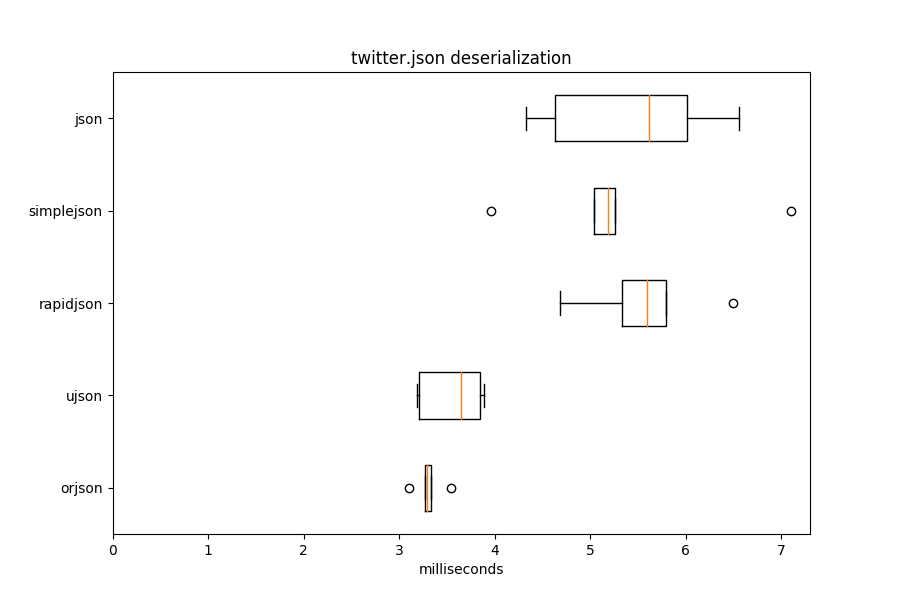 twitter.json deserialization
json
simplejson
rapidjson
ujson
orjson
0 1 2 3 4 5 6 7
milliseconds